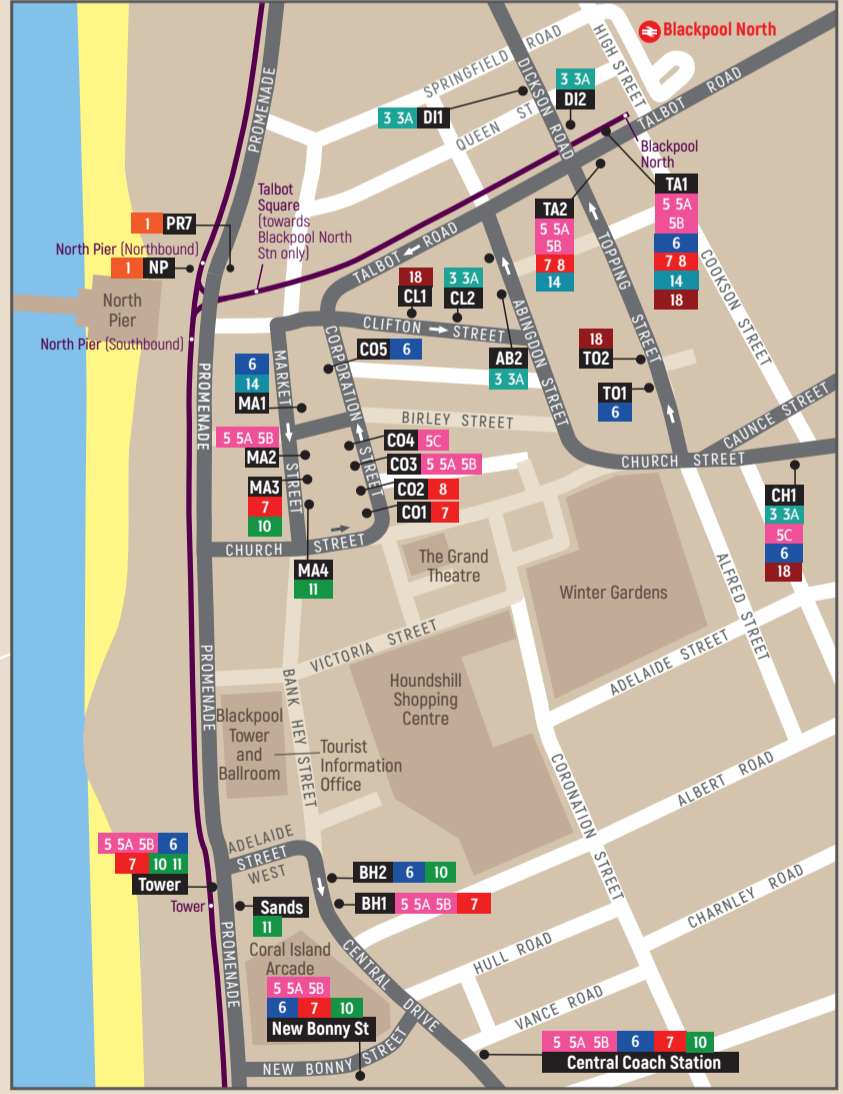 Blackpool North
HIGH STREET
SPRINGFIELD ROAD
DICKSON ROAD
3 3A
DI2
3 3A DI1
QUEEN ST
TALBOT ROAD
PROMENADE
Blackpool
North
Talbot
Square
(towards
Blackpool North
Stn only)
TA1
5 5A
5B
6
7 8
14
18
TA2
5 5A
5B
7 8
14
1 PR7
North Pier (Northbound)
1 NP
North
Pier
North Pier (Southbound)
TALBOT ROAD
TOPPING STREET
COOKSON STREET
18
CL1
3 3A
CL2
CLIFTON STREET
ABINGDON STREET
AB2
3 3A
18
TO2
TO1
6
CO5 6
6
14
MA1
MARKET STREET
CORPORATION STREET
PROMENADE
BIRLEY STREET
CAUNCE STREET
CHURCH STREET
5 5A 5B
MA2
MA3
7
10
CO4 5C
CO3 5 5A 5B
CO2 8
CO1 7
CH1
3 3A
5C
6
18
CHURCH STREET
MA4
11
The Grand
Theatre
Winter Gardens
ALFRED STREET
VICTORIA STREET
ADELAIDE STREET
PROMENADE
BANK HEY STREET
Houndshill
Shopping
Centre
Blackpool
Tower
and
Ballroom
Tourist
Information
Office
CORONATION STREET
ALBERT ROAD
5 5A 5B 6
7 10 11
Tower
Tower
ADELAIDE
STREET
WEST
BH2 6 10
BH1 5 5A 5B 7
Sands
11
CHARNLEY ROAD
PROMENADE
Coral Island
Arcade
5 5A 5B
6 7 10
New Bonny St
CENTRAL DRIVE
HULL ROAD
VANCE ROAD
NEW BONNY STREET
5 5A 5B 6 7 10
Central Coach Station